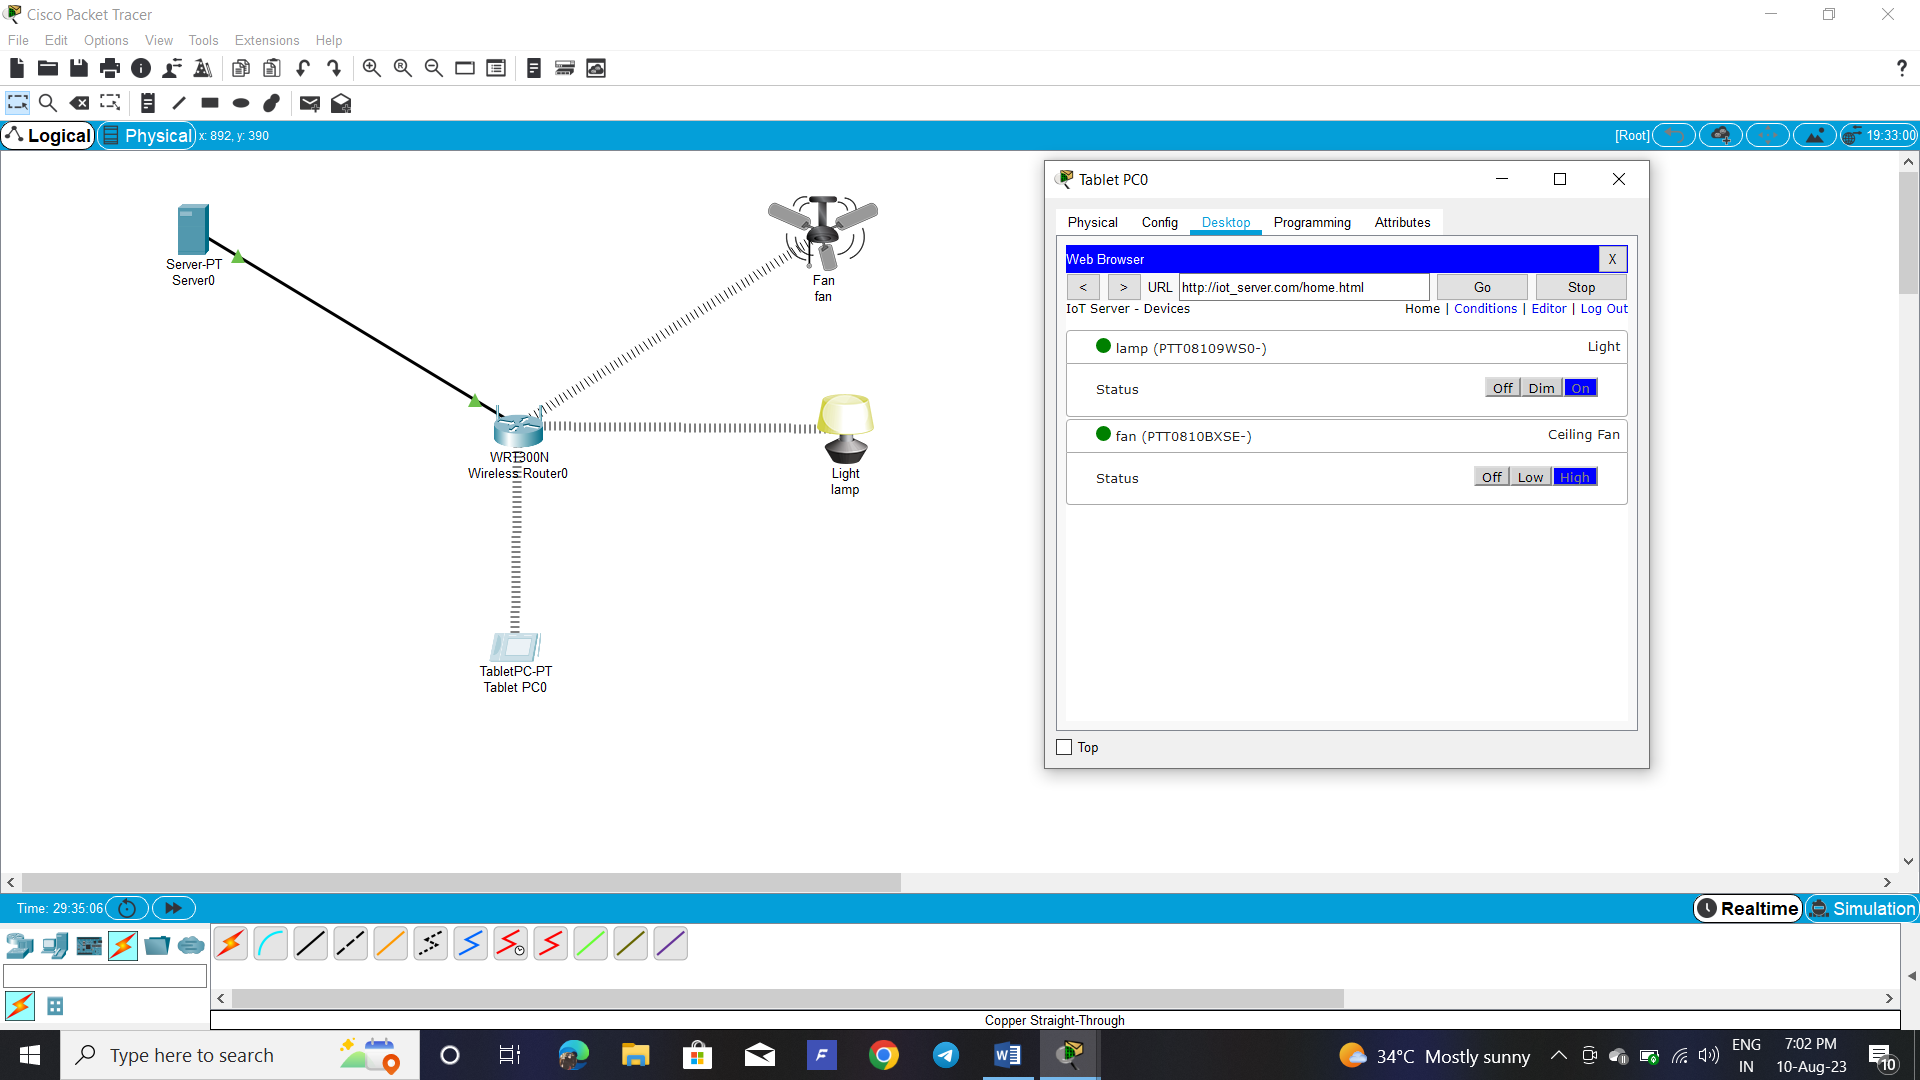 Cisco Packet Tracer
File Edit Options View Tools Extensions Help
?
Logical Physical x: 892, y: 390 [Root] 19:33:00
Server-PT
Server0
Fan
fan
WRT300N
Wireless Router0
Light
lamp
TabletPC-PT
Tablet PC0
Tablet PC0
Physical Config Desktop Programming Attributes
Web Browser X
< > URL http://iot_server.com/home.html Go Stop
IoT Server - Devices Home | Conditions | Editor | Log Out
lamp (PTT08109WS0-) Light
Status Off Dim On
fan (PTT0810BXSE-) Ceiling Fan
Status Off Low High
Top
Time: 29:35:06 Realtime Simulation
Copper Straight-Through
Type here to search
34°C Mostly sunny
ENG
IN
7:02 PM
10-Aug-23
10